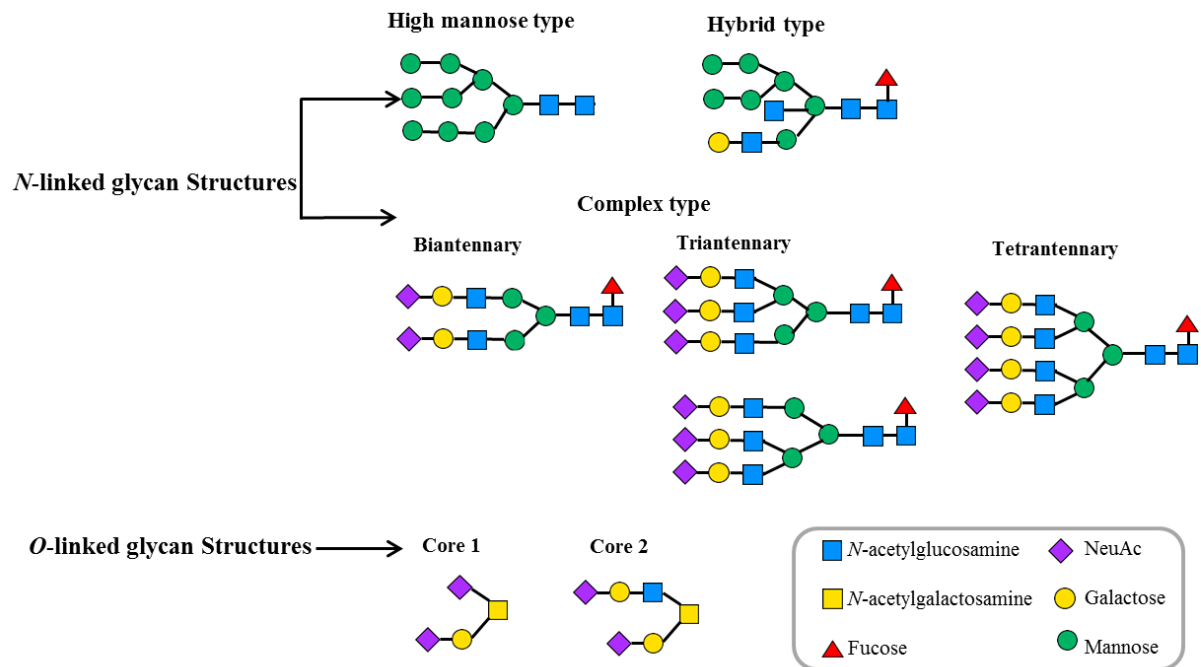 High mannose type
Hybrid type
N-linked glycan Structures
Complex type
Biantennary
Triantennary
Tetrantennary
O-linked glycan Structures
Core 1
Core 2
N-acetylglucosamine
NeuAc
N-acetylgalactosamine
Galactose
Fucose
Mannose